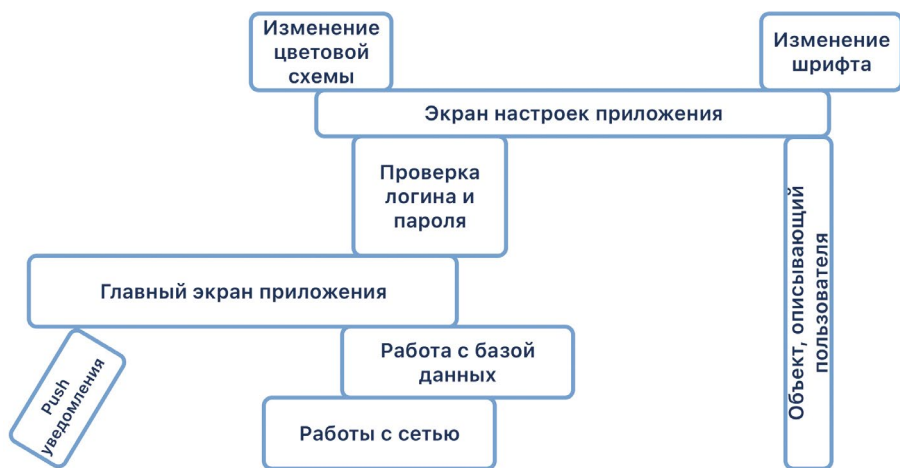 Изменение
цветовой
схемы
Изменение
шрифта
Экран настроек приложения
Проверка
логина и
пароля
Объект, описывающий
пользователя
Главный экран приложения
Работа с базой
данных
Push
уведомления
Работы с сетью